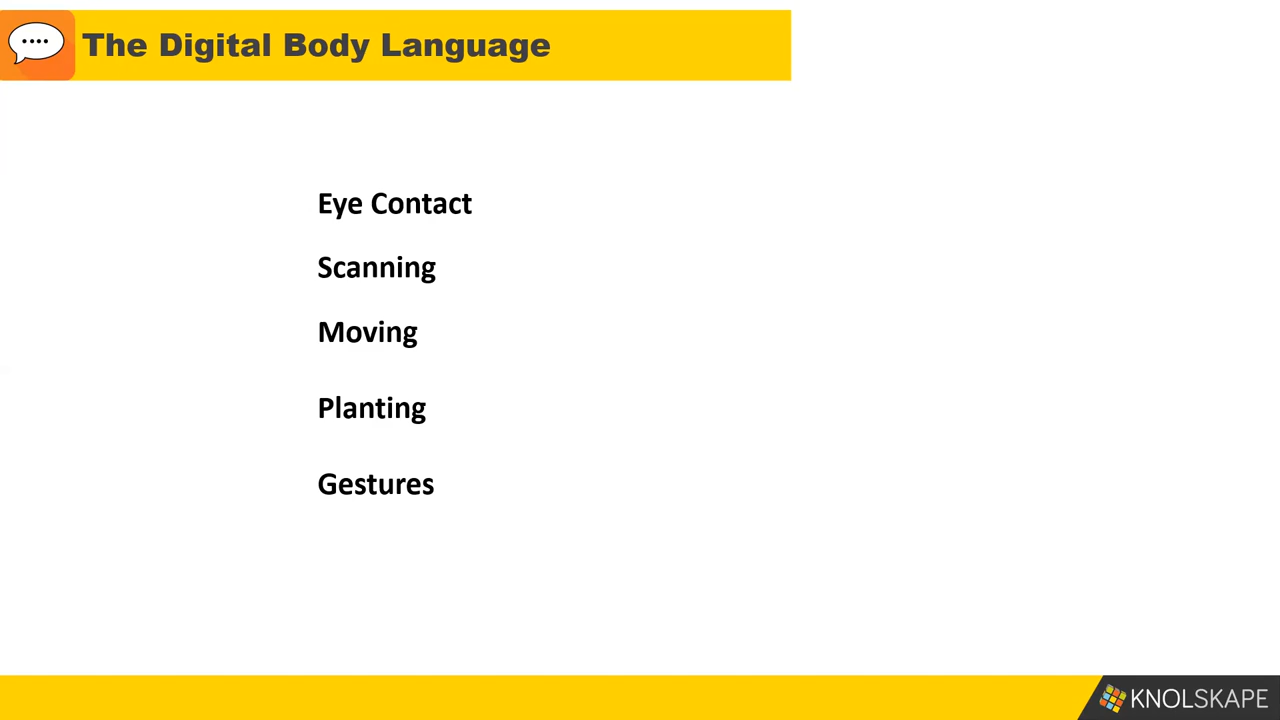 The Digital Body Language
Eye Contact
Scanning
Moving
Planting
Gestures
KNOLSKAPE